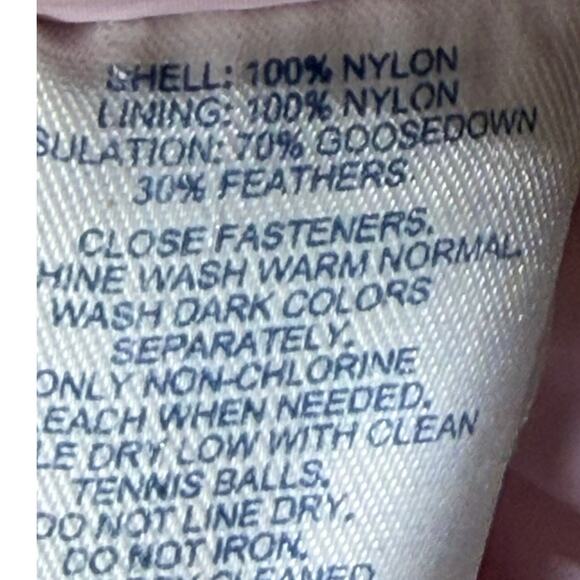 SHELL: 100% NYLON
LINING: 100% NYLON
SULATION: 70% GOOSEDOWN
30% FEATHERS
CLOSE FASTENERS.
HINE WASH WARM NORMAL
WASH DARK COLORS
SEPARATELY.
ONLY NON-CHLORINE
EACH WHEN NEEDED.
LE DRY LOW WITH CLEAN
TENNIS BALLS.
DO NOT LINE DRY.
DO NOT IRON.
CLEANED